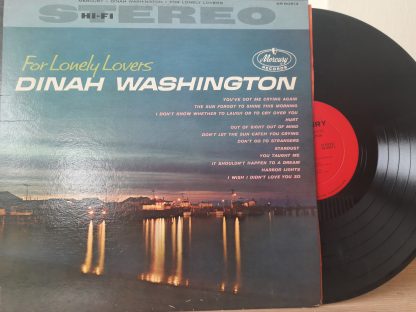 MERCURY • DINAH WASHINGTON • FOR LONELY LOVERS
STEREO
HI-FI
Mercury
RECORDS
For Lonely Lovers
DINAH WASHINGTON
YOU'VE GOT ME CRYING AGAIN
THE SUN FORGOT TO SHINE THIS MORNING
I DON'T KNOW WHETHER TO LAUGH OR TO CRY OVER YOU
HURT
OUT OF SIGHT OUT OF MIND
DON'T LET THE SUN CATCH YOU CRYING
DON'T GO TO STRANGERS
STARDUST
YOU TAUGHT ME
IT SHOULDN'T HAPPEN TO A DREAM
HARBOR LIGHTS
I WISH I DIDN'T LOVE YOU SO